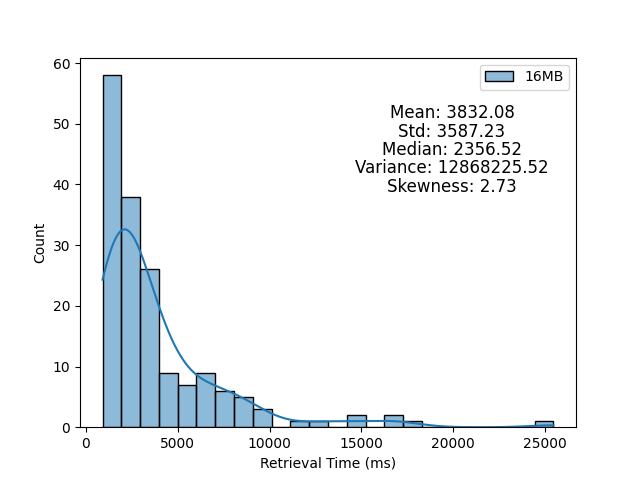 16MB
Mean: 3832.08
Std: 3587.23
Median: 2356.52
Variance: 12868225.52
Skewness: 2.73
60
50
40
30
20
10
0
Count
0 5000 10000 15000 20000 25000
Retrieval Time (ms)